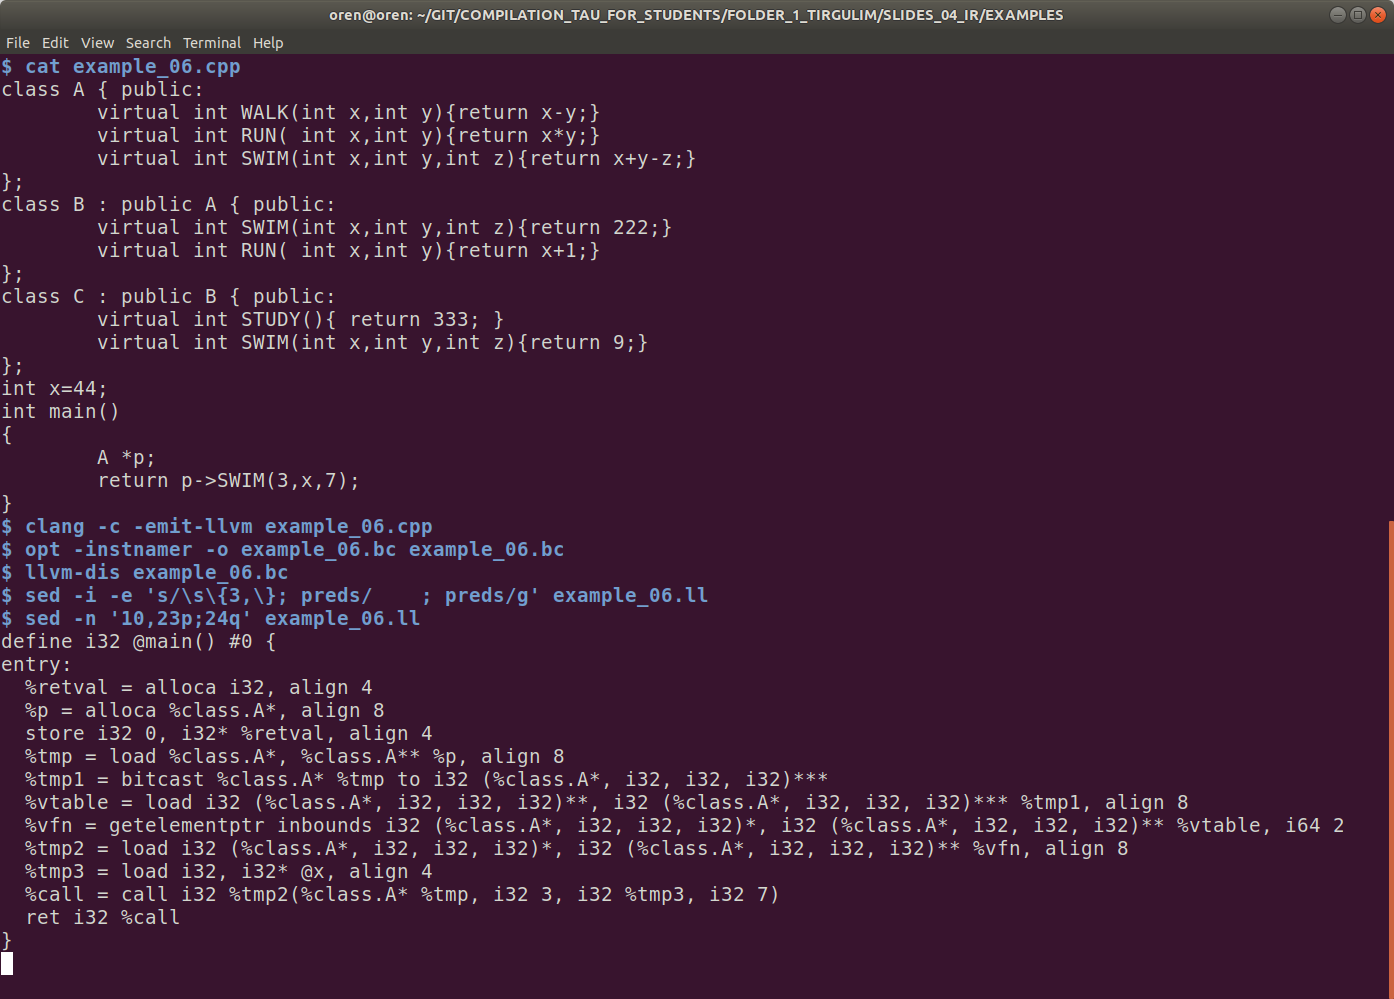 oren@oren: ~/GIT/COMPILATION_TAU_FOR_STUDENTS/FOLDER_1_TIRGULIM/SLIDES_04_IR/EXAMPLES
File Edit View Search Terminal Help
$ cat example_06.cpp
class A { public:
        virtual int WALK(int x,int y){return x-y;}
        virtual int RUN( int x,int y){return x*y;}
        virtual int SWIM(int x,int y,int z){return x+y-z;}
};
class B : public A { public:
        virtual int SWIM(int x,int y,int z){return 222;}
        virtual int RUN( int x,int y){return x+1;}
};
class C : public B { public:
        virtual int STUDY(){ return 333; }
        virtual int SWIM(int x,int y,int z){return 9;}
};
int x=44;
int main()
{
        A *p;
        return p->SWIM(3,x,7);
}
$ clang -c -emit-llvm example_06.cpp
$ opt -instnamer -o example_06.bc example_06.bc
$ llvm-dis example_06.bc
$ sed -i -e 's/\s\{3,\}; preds/    ; preds/g' example_06.ll
$ sed -n '10,23p;24q' example_06.ll
define i32 @main() #0 {
entry:
  %retval = alloca i32, align 4
  %p = alloca %class.A*, align 8
  store i32 0, i32* %retval, align 4
  %tmp = load %class.A*, %class.A** %p, align 8
  %tmp1 = bitcast %class.A* %tmp to i32 (%class.A*, i32, i32, i32)***
  %vtable = load i32 (%class.A*, i32, i32, i32)**, i32 (%class.A*, i32, i32, i32)*** %tmp1, align 8
  %vfn = getelementptr inbounds i32 (%class.A*, i32, i32, i32)*, i32 (%class.A*, i32, i32, i32)** %vtable, i64 2
  %tmp2 = load i32 (%class.A*, i32, i32, i32)*, i32 (%class.A*, i32, i32, i32)** %vfn, align 8
  %tmp3 = load i32, i32* @x, align 4
  %call = call i32 %tmp2(%class.A* %tmp, i32 3, i32 %tmp3, i32 7)
  ret i32 %call
}